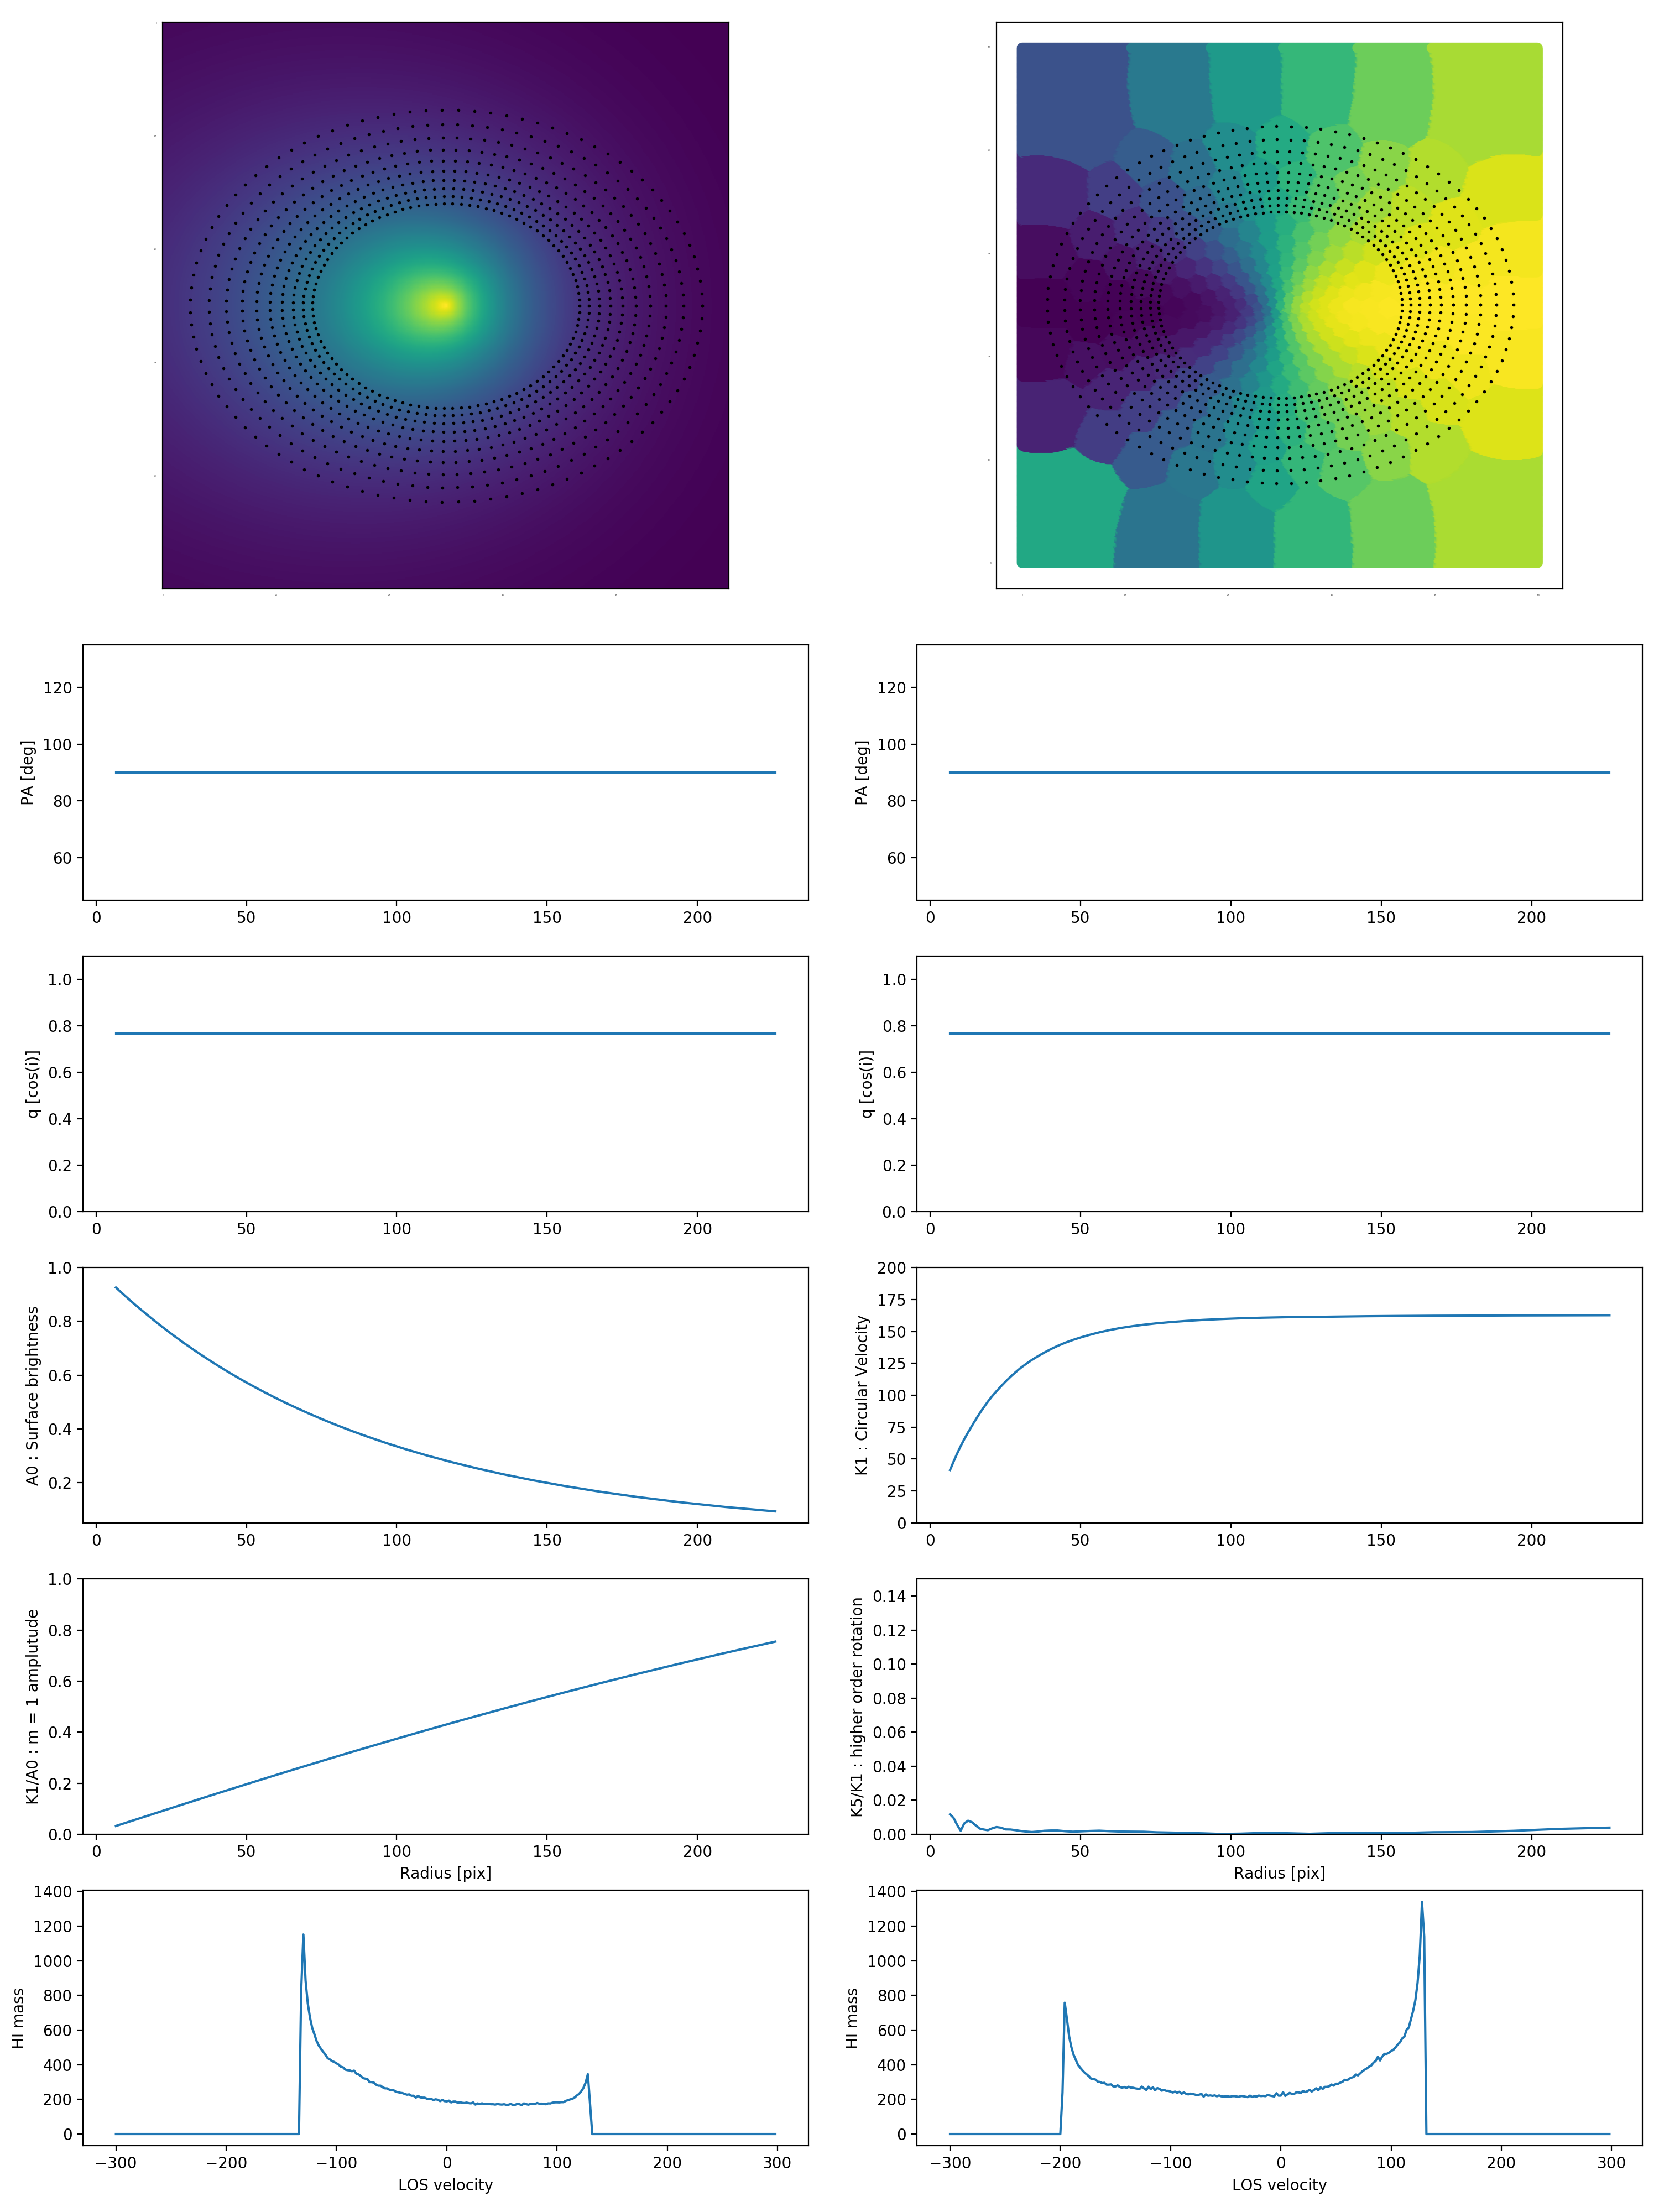 PA [deg]
120
100
80
60
0 50 100 150 200
PA [deg]
120
100
80
60
0 50 100 150 200
q [cos(i)]
1.0
0.8
0.6
0.4
0.2
0.0
0 50 100 150 200
q [cos(i)]
1.0
0.8
0.6
0.4
0.2
0.0
0 50 100 150 200
A0 : Surface brightness
1.0
0.8
0.6
0.4
0.2
0 50 100 150 200
K1 : Circular Velocity
200
175
150
125
100
75
50
25
0
0 50 100 150 200
K1/A0 : m = 1 amplutude
1.0
0.8
0.6
0.4
0.2
0.0
0 50 100 150 200
Radius [pix]
K5/K1 : higher order rotation
0.14
0.12
0.10
0.08
0.06
0.04
0.02
0.00
0 50 100 150 200
Radius [pix]
HI mass
1400
1200
1000
800
600
400
200
0
−300 −200 −100 0 100 200 300
LOS velocity
HI mass
1400
1200
1000
800
600
400
200
0
−300 −200 −100 0 100 200 300
LOS velocity